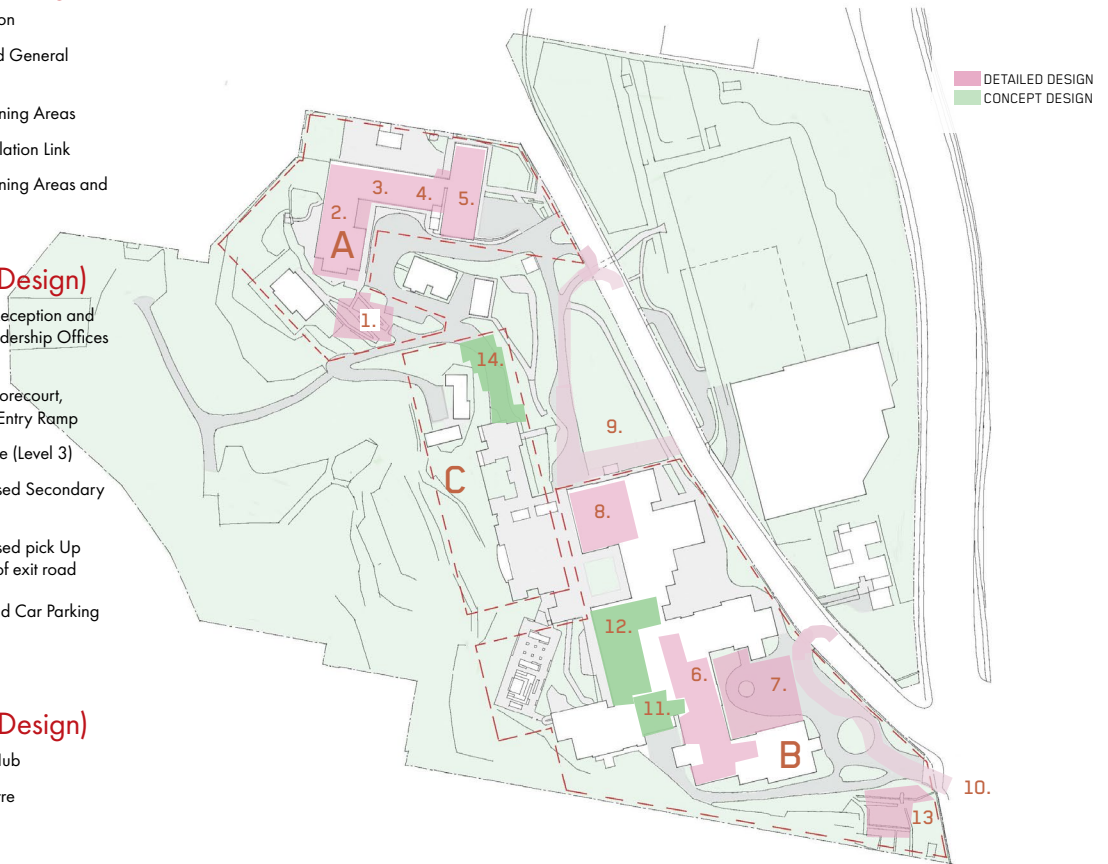 on
d General
ning Areas
lation Link
ning Areas and
Design)
eception and
dership Offices
orecourt,
Entry Ramp
e (Level 3)
sed Secondary
sed pick Up
of exit road
d Car Parking
Design)
Hub
re
DETAILED DESIGN
CONCEPT DESIGN
3.
4.
5.
2.
A
1.
14.
9.
C
8.
12.
6.
7.
11.
B
10.
13